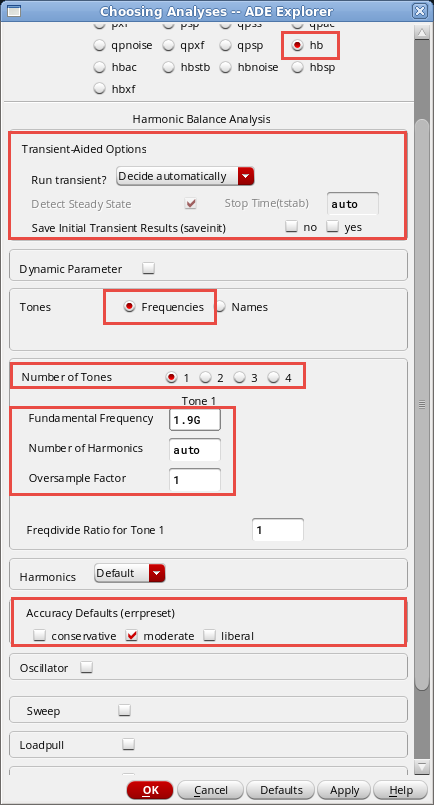 Choosing Analyses -- ADE Explorer
pxf psp qpss qpac
qpnoise qpxf qpsp hb
hbac hbstb hbnoise hbsp
hbxf
Harmonic Balance Analysis
Transient-Aided Options
Run transient? Decide automatically
Detect Steady State Stop Time(tstab) auto
Save Initial Transient Results (saveinit) no yes
Dynamic Parameter
Tones Frequencies Names
Number of Tones 1 2 3 4
Tone 1
Fundamental Frequency 1.9G
Number of Harmonics auto
Oversample Factor 1
Freqdivide Ratio for Tone 1 1
Harmonics Default
Accuracy Defaults (errpreset)
conservative moderate liberal
Oscillator
Sweep
Loadpull
OK Cancel Defaults Apply Help